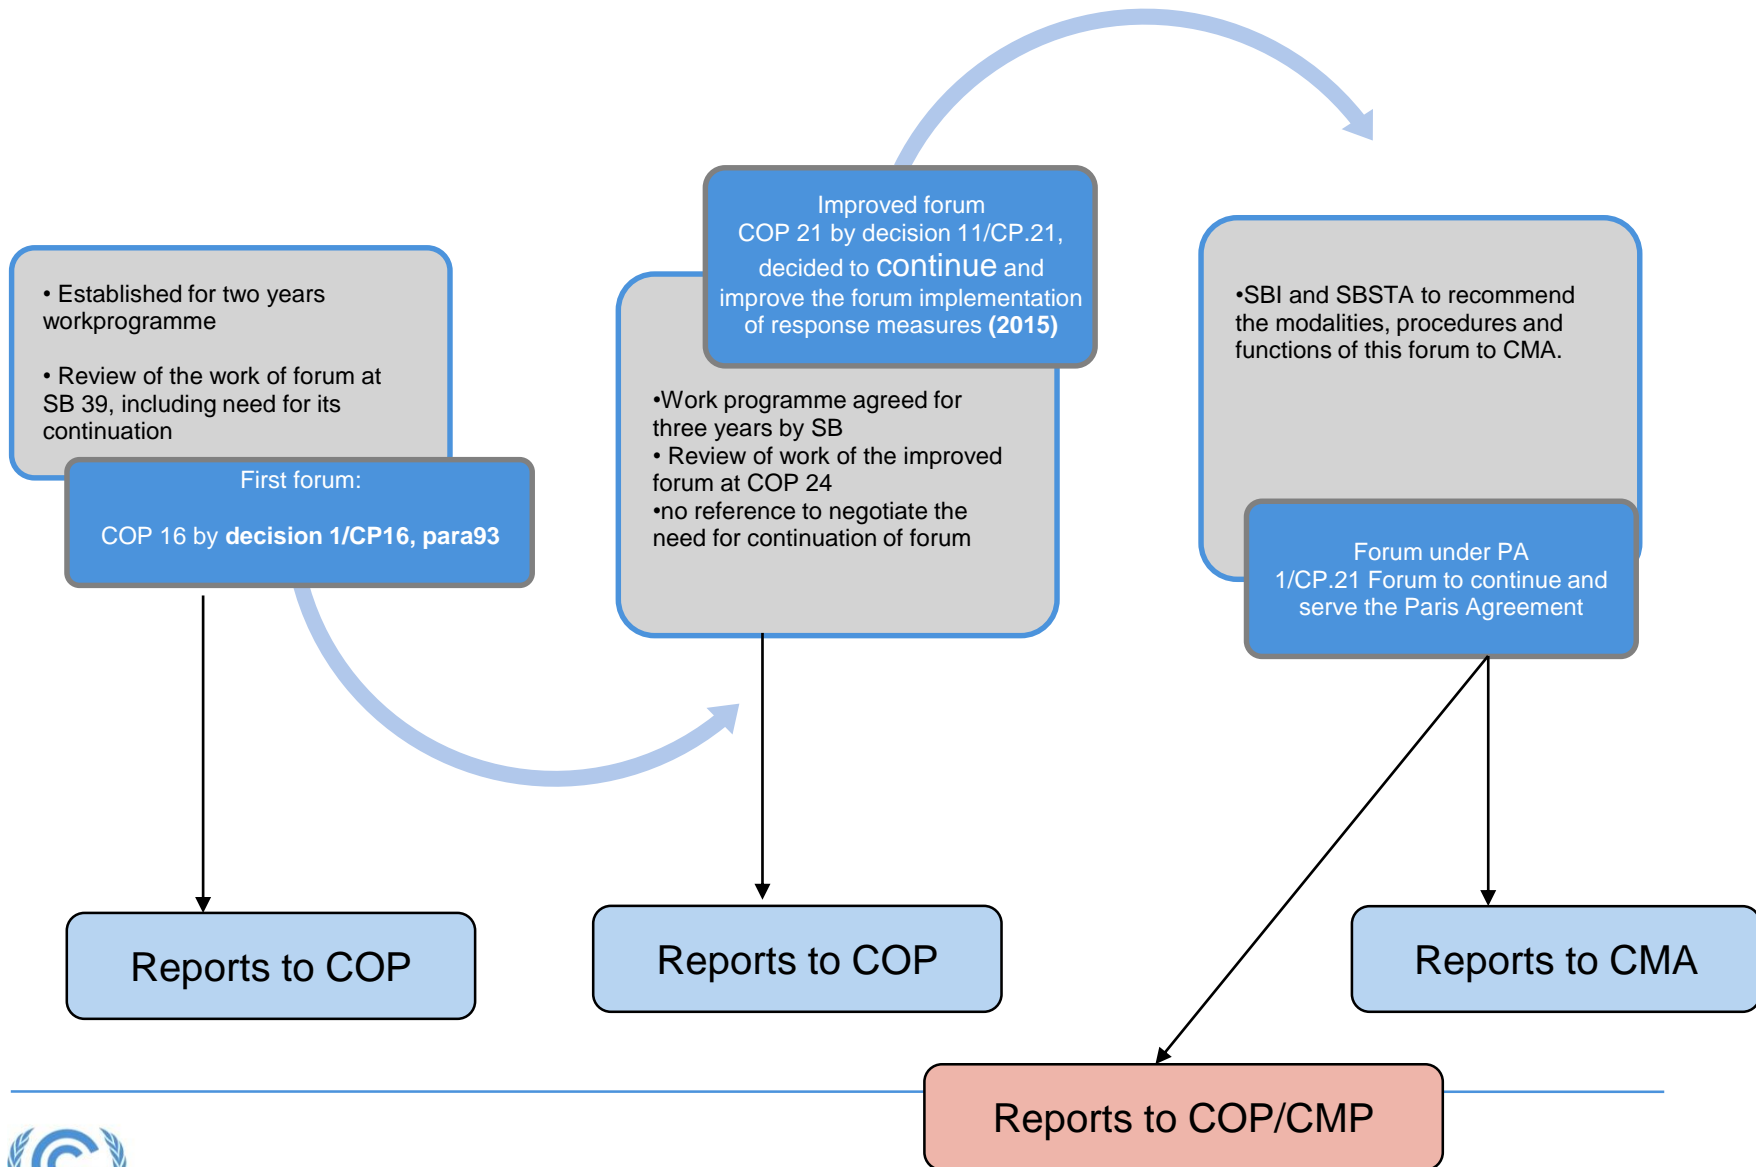 • Established for two years
workprogramme
• Review of the work of forum at
SB 39, including need for its
continuation
First forum:
COP 16 by decision 1/CP16, para93
Improved forum
COP 21 by decision 11/CP.21,
decided to continue and
improve the forum implementation
of response measures (2015)
•Work programme agreed for
three years by SB
• Review of work of the improved
forum at COP 24
•no reference to negotiate the
need for continuation of forum
•SBI and SBSTA to recommend
the modalities, procedures and
functions of this forum to CMA.
Forum under PA
1/CP.21 Forum to continue and
serve the Paris Agreement
Reports to COP
Reports to COP
Reports to CMA
Reports to COP/CMP